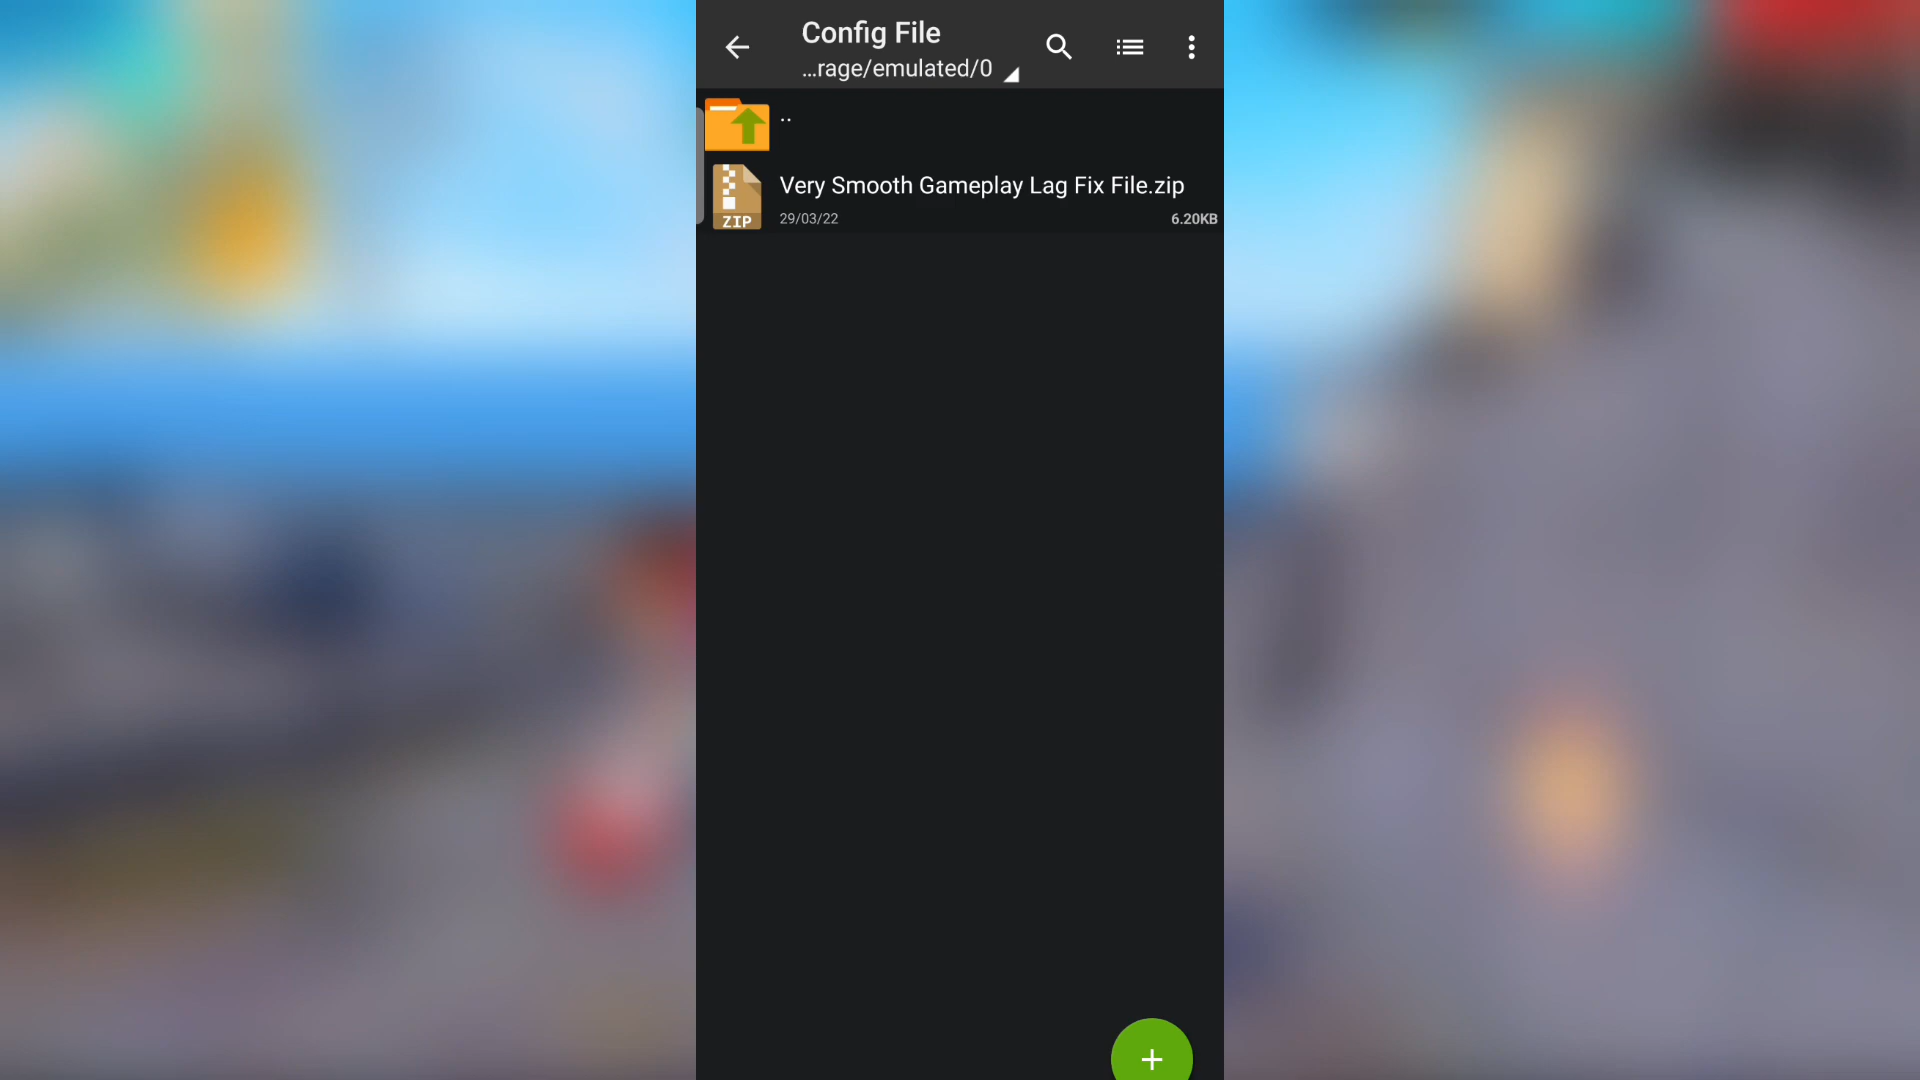 Config File
...rage/emulated/0
..
Very Smooth Gameplay Lag Fix File.zip
ZIP
29/03/22
6.20KB